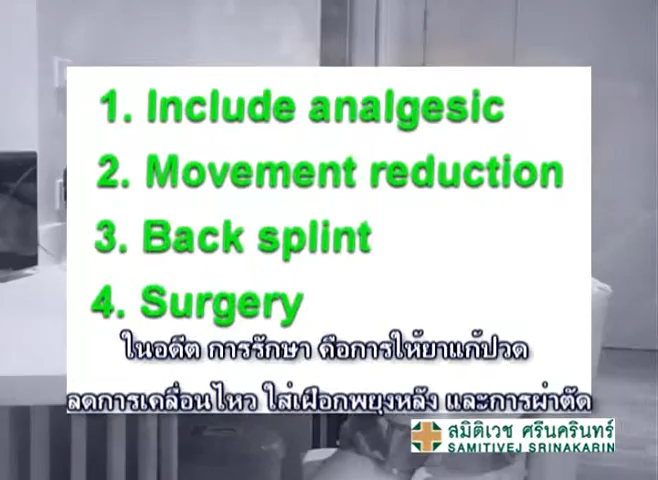 1. Include analgesic
2. Movement reduction
3. Back splint
4. Surgery
ในอดีต การรักษา คือการให้ยาแก้ปวด
ลดการเคลื่อนไหว ใส่เฝือกพยุงหลัง และการผ่าตัด
สมิติเวช ศรีนครินทร์
SAMITIVEJ SRINAKARIN